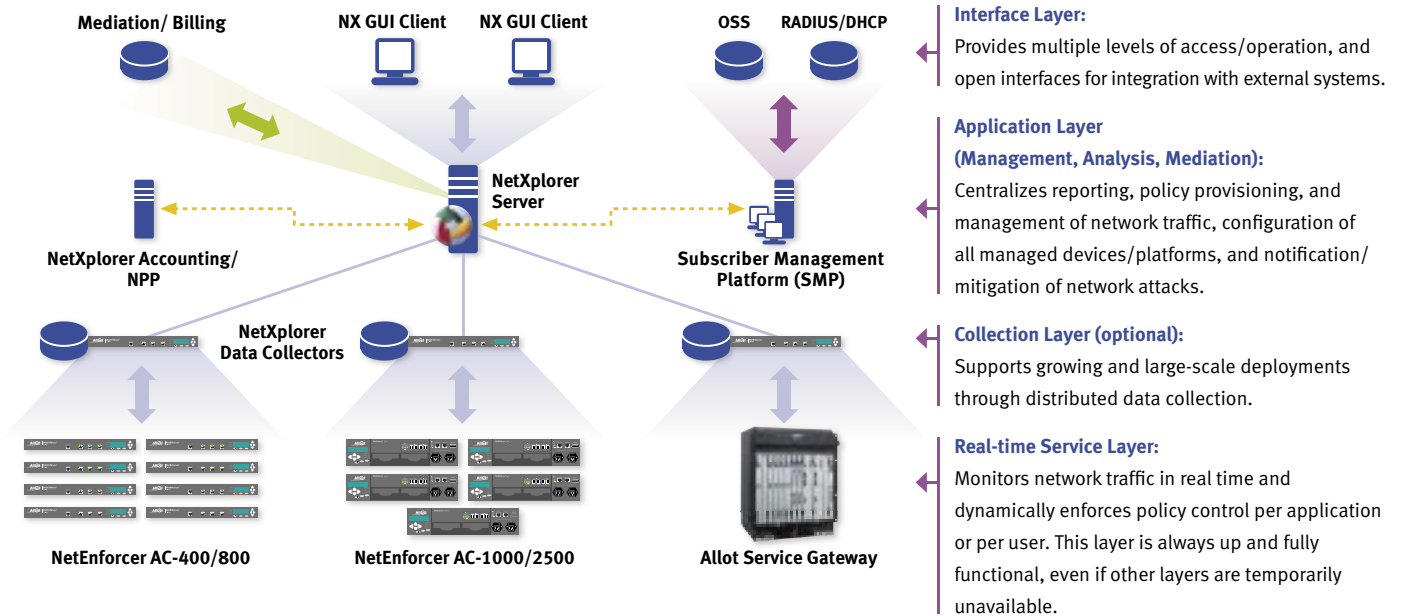 Mediation/ Billing
NX GUI Client
NX GUI Client
OSS
RADIUS/DHCP
NetXplorer
Server
NetXplorer Accounting/
NPP
Subscriber Management
Platform (SMP)
NetXplorer
Data Collectors
NetEnforcer AC-400/800
NetEnforcer AC-1000/2500
Allot Service Gateway
Interface Layer:
Provides multiple levels of access/operation, and
open interfaces for integration with external systems.
Application Layer
(Management, Analysis, Mediation):
Centralizes reporting, policy provisioning, and
management of network traffic, configuration of
all managed devices/platforms, and notification/
mitigation of network attacks.
Collection Layer (optional):
Supports growing and large-scale deployments
through distributed data collection.
Real-time Service Layer:
Monitors network traffic in real time and
dynamically enforces policy control per application
or per user. This layer is always up and fully
functional, even if other layers are temporarily
unavailable.